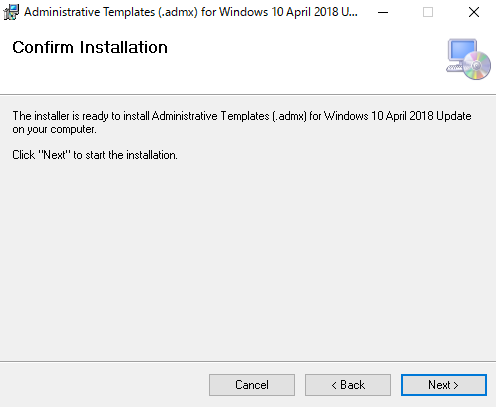 Administrative Templates (.admx) for Windows 10 April 2018 U...
Confirm Installation
The installer is ready to install Administrative Templates (.admx) for Windows 10 April 2018 Update
on your computer.
Click "Next" to start the installation.
Cancel
< Back
Next >